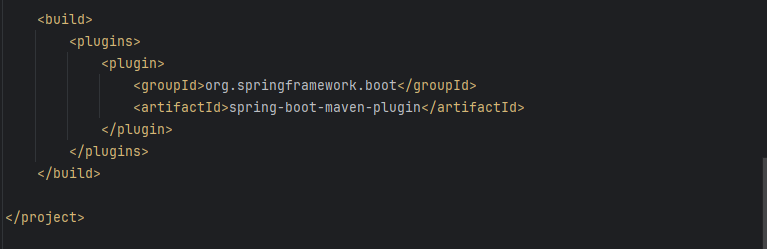 <build>
<plugins>
<plugin>
<groupId>org.springframework.boot</groupId>
<artifactId>spring-boot-maven-plugin</artifactId>
</plugin>
</plugins>
</build>
</project>